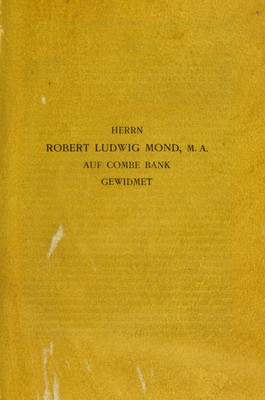 HERRN
ROBERT LUDWIG MOND, M. A.
AUF COMBE BANK
GEWIDMET